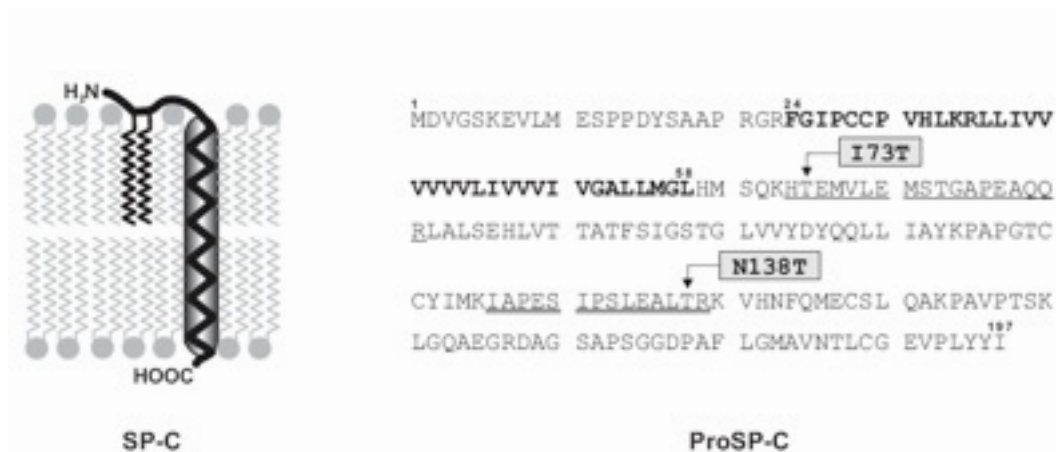 H₂N
HOOC
SP-C
1 24
MDVGSKEVLM ESPPDYSAAP RGRFGIPCCP VHLKRLLIVV
I73T
58
VVVVLIVVVI VGALLMGLHM SQKHTEMVLE MSTGAPEAQQ
RLALSEHLVT TATFSIGSTG LVVYDYQQLL IAYKPAPGTC
N138T
CYIMKIAPES IPSLEALTRK VHNFQMECSL QAKPAVPTSK
197
LGQAEGRDAG SAPSGGDPAF LGMAVNTLCG EVPLYYI
ProSP-C